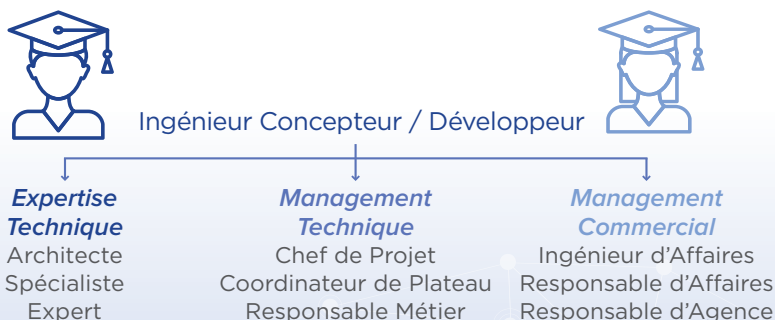 Ingénieur Concepteur / Développeur
Expertise
Technique
Architecte
Spécialiste
Expert
Management
Technique
Chef de Projet
Coordinateur de Plateau
Responsable Métier
Management
Commercial
Ingénieur d'Affaires
Responsable d'Affaires
Responsable d'Agence